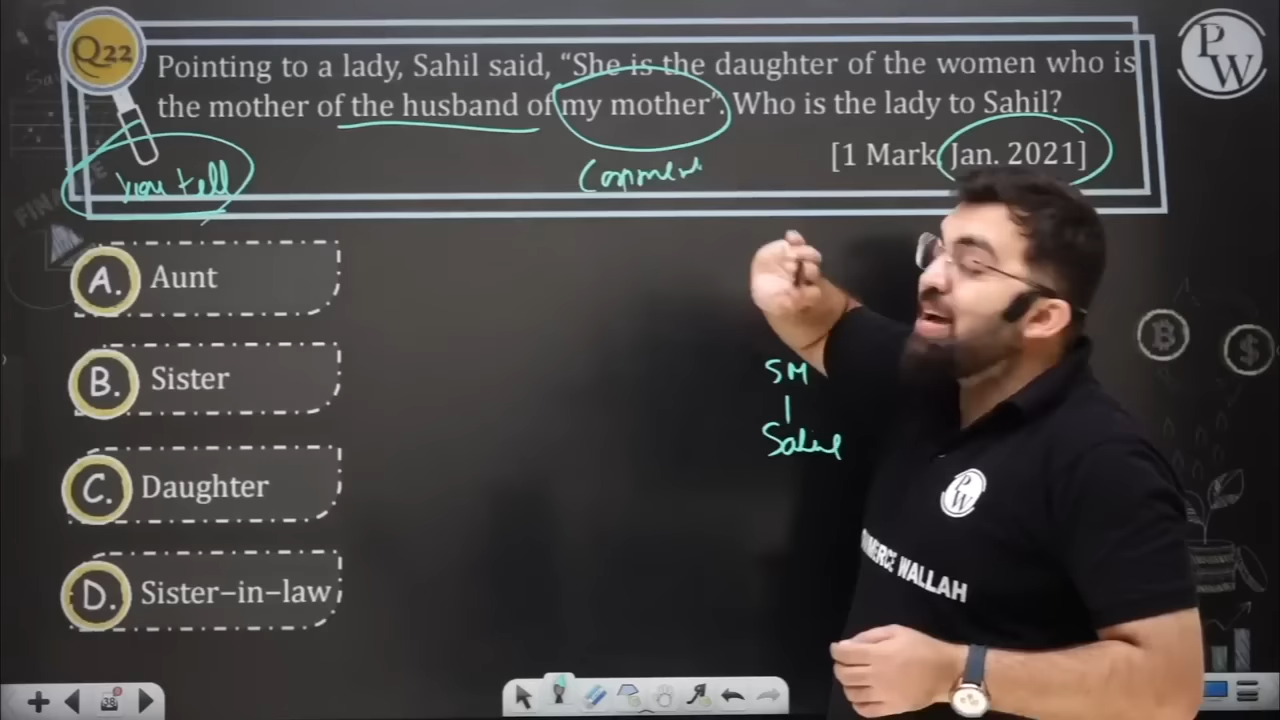 Q22
Pointing to a lady, Sahil said, “She is the daughter of the women who is
the mother of the husband of my mother”. Who is the lady to Sahil?
[1 Mark, Jan. 2021]
you tell
Comment
A. Aunt
B. Sister
C. Daughter
D. Sister–in–law
SM
Sahil
PW
PW
COMMERCE WALLAH